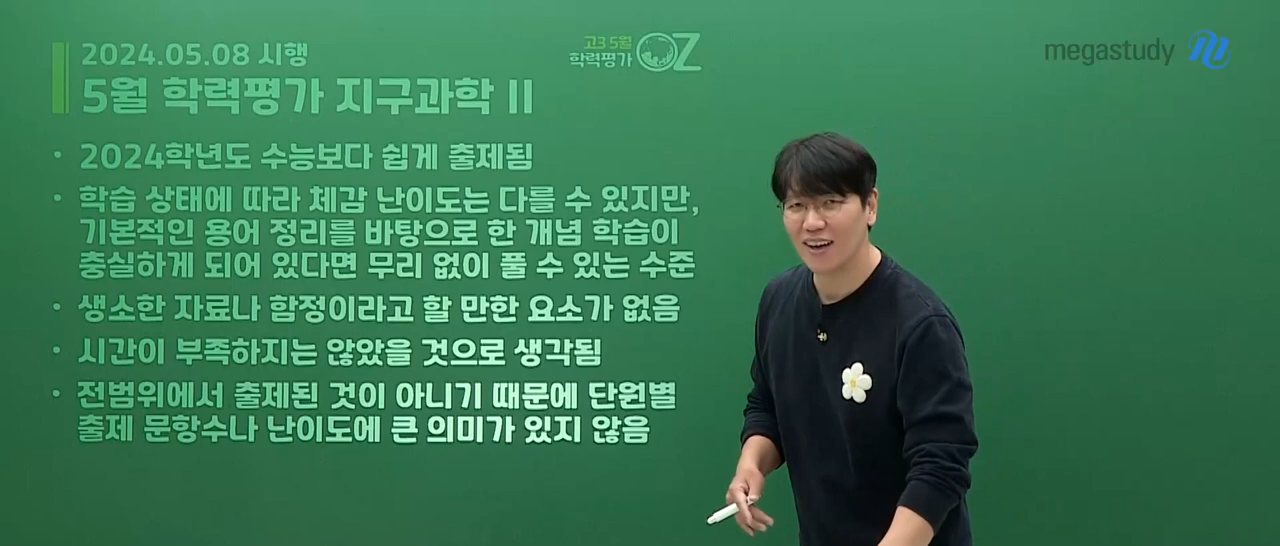 2024.05.08 시행
5월 학력평가 지구과학 II
고3 5월
학력평가 OZ
megastudy
• 2024학년도 수능보다 쉽게 출제됨
• 학습 상태에 따라 체감 난이도는 다를 수 있지만,
기본적인 용어 정리를 바탕으로 한 개념 학습이
충실하게 되어 있다면 무리 없이 풀 수 있는 수준
• 생소한 자료나 함정이라고 할 만한 요소가 없음
• 시간이 부족하지는 않았을 것으로 생각됨
• 전범위에서 출제된 것이 아니기 때문에 단원별
출제 문항수나 난이도에 큰 의미가 있지 않음